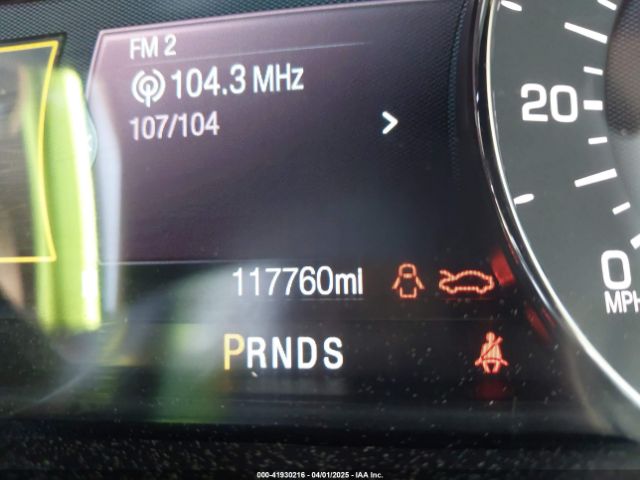 FM 2
104.3 MHz
107/104
20
117760mi
0
MPH
PRNDS
000-41930216 - 04/01/2025 - IAA Inc.